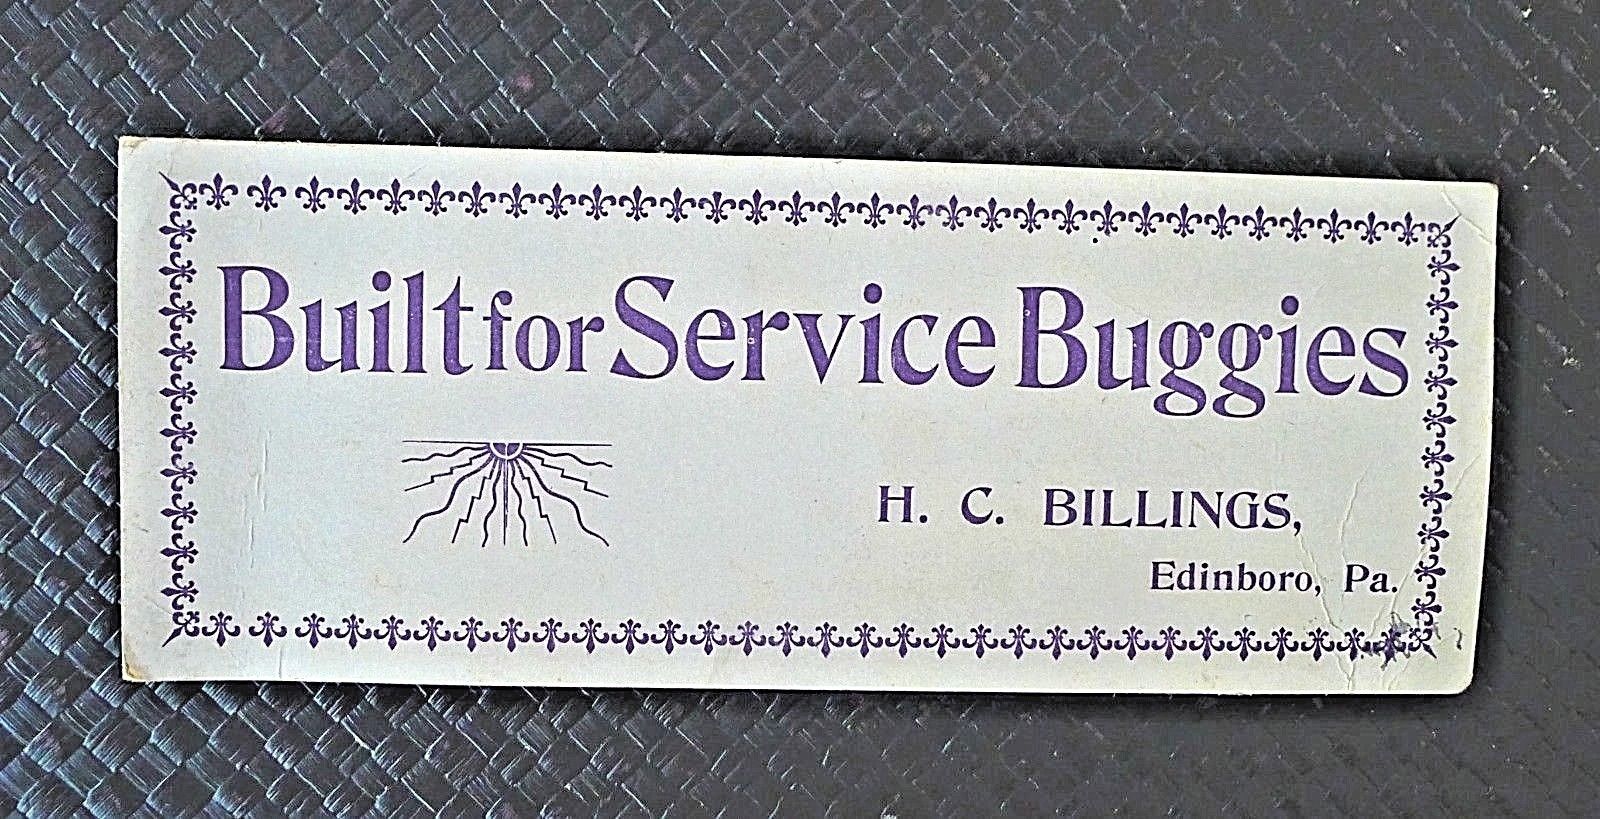 Built for Service Buggies
H. C. BILLINGS,
Edinboro, Pa.